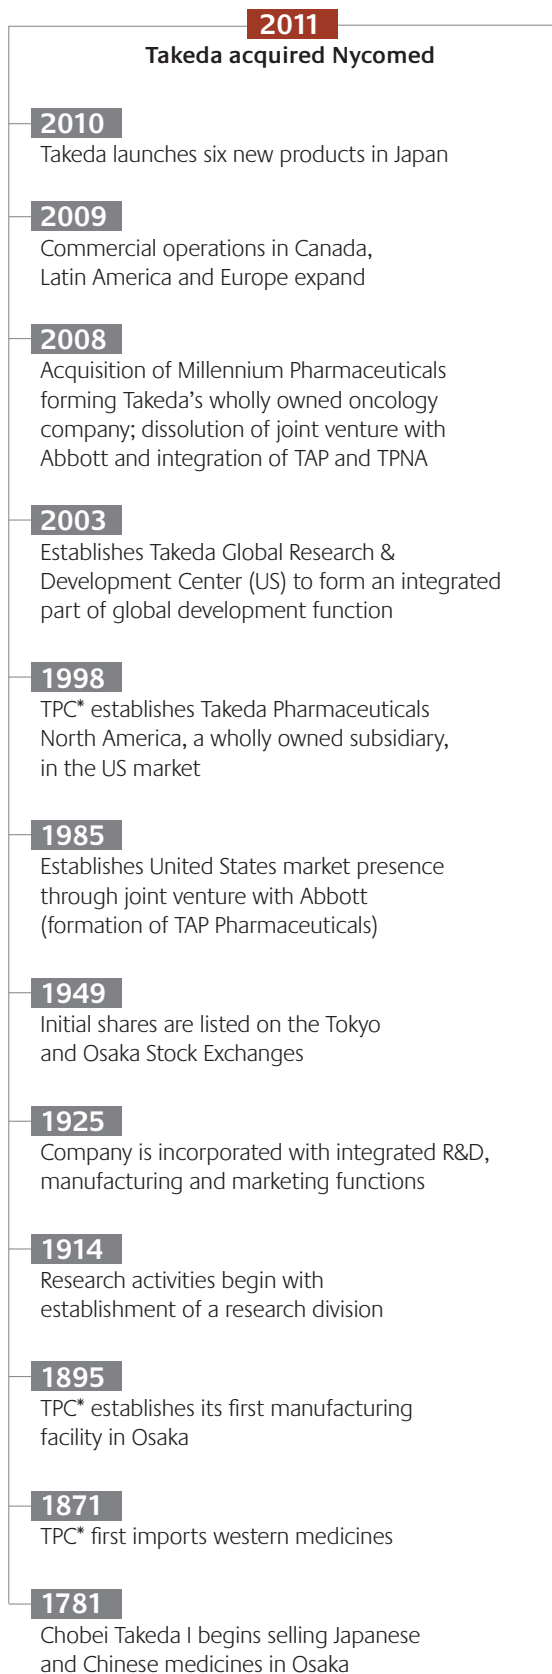 2011
Takeda acquired Nycomed
2010
Takeda launches six new products in Japan
2009
Commercial operations in Canada,
Latin America and Europe expand
2008
Acquisition of Millennium Pharmaceuticals
forming Takeda’s wholly owned oncology
company; dissolution of joint venture with
Abbott and integration of TAP and TPNA
2003
Establishes Takeda Global Research &
Development Center (US) to form an integrated
part of global development function
1998
TPC* establishes Takeda Pharmaceuticals
North America, a wholly owned subsidiary,
in the US market
1985
Establishes United States market presence
through joint venture with Abbott
(formation of TAP Pharmaceuticals)
1949
Initial shares are listed on the Tokyo
and Osaka Stock Exchanges
1925
Company is incorporated with integrated R&D,
manufacturing and marketing functions
1914
Research activities begin with
establishment of a research division
1895
TPC* establishes its first manufacturing
facility in Osaka
1871
TPC* first imports western medicines
1781
Chobei Takeda I begins selling Japanese
and Chinese medicines in Osaka